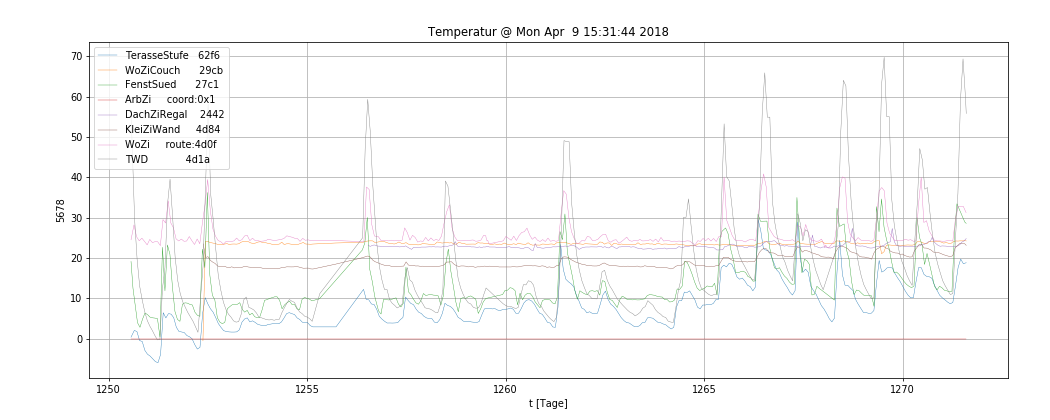 Temperatur @ Mon Apr  9 15:31:44 2018
70
60
50
40
30
20
10
0
5678
TerasseStufe   62f6
WoZiCouch      29cb
FenstSued      27c1
ArbZi     coord:0x1
DachZiRegal    2442
KleiZiWand     4d84
WoZi     route:4d0f
TWD            4d1a
1250
1255
1260
1265
1270
t [Tage]